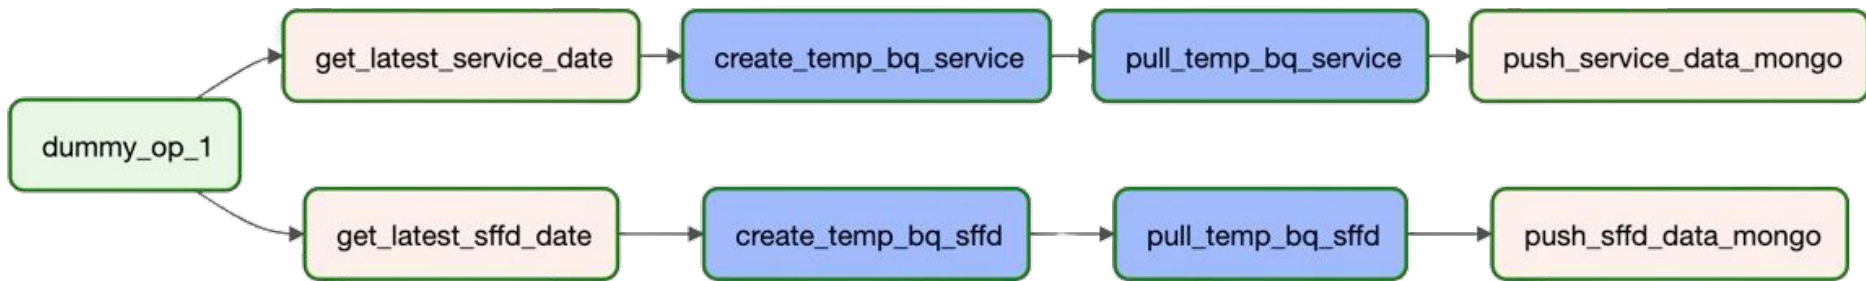 get_latest_service_date
create_temp_bq_service
pull_temp_bq_service
push_service_data_mongo
dummy_op_1
get_latest_sffd_date
create_temp_bq_sffd
pull_temp_bq_sffd
push_sffd_data_mongo